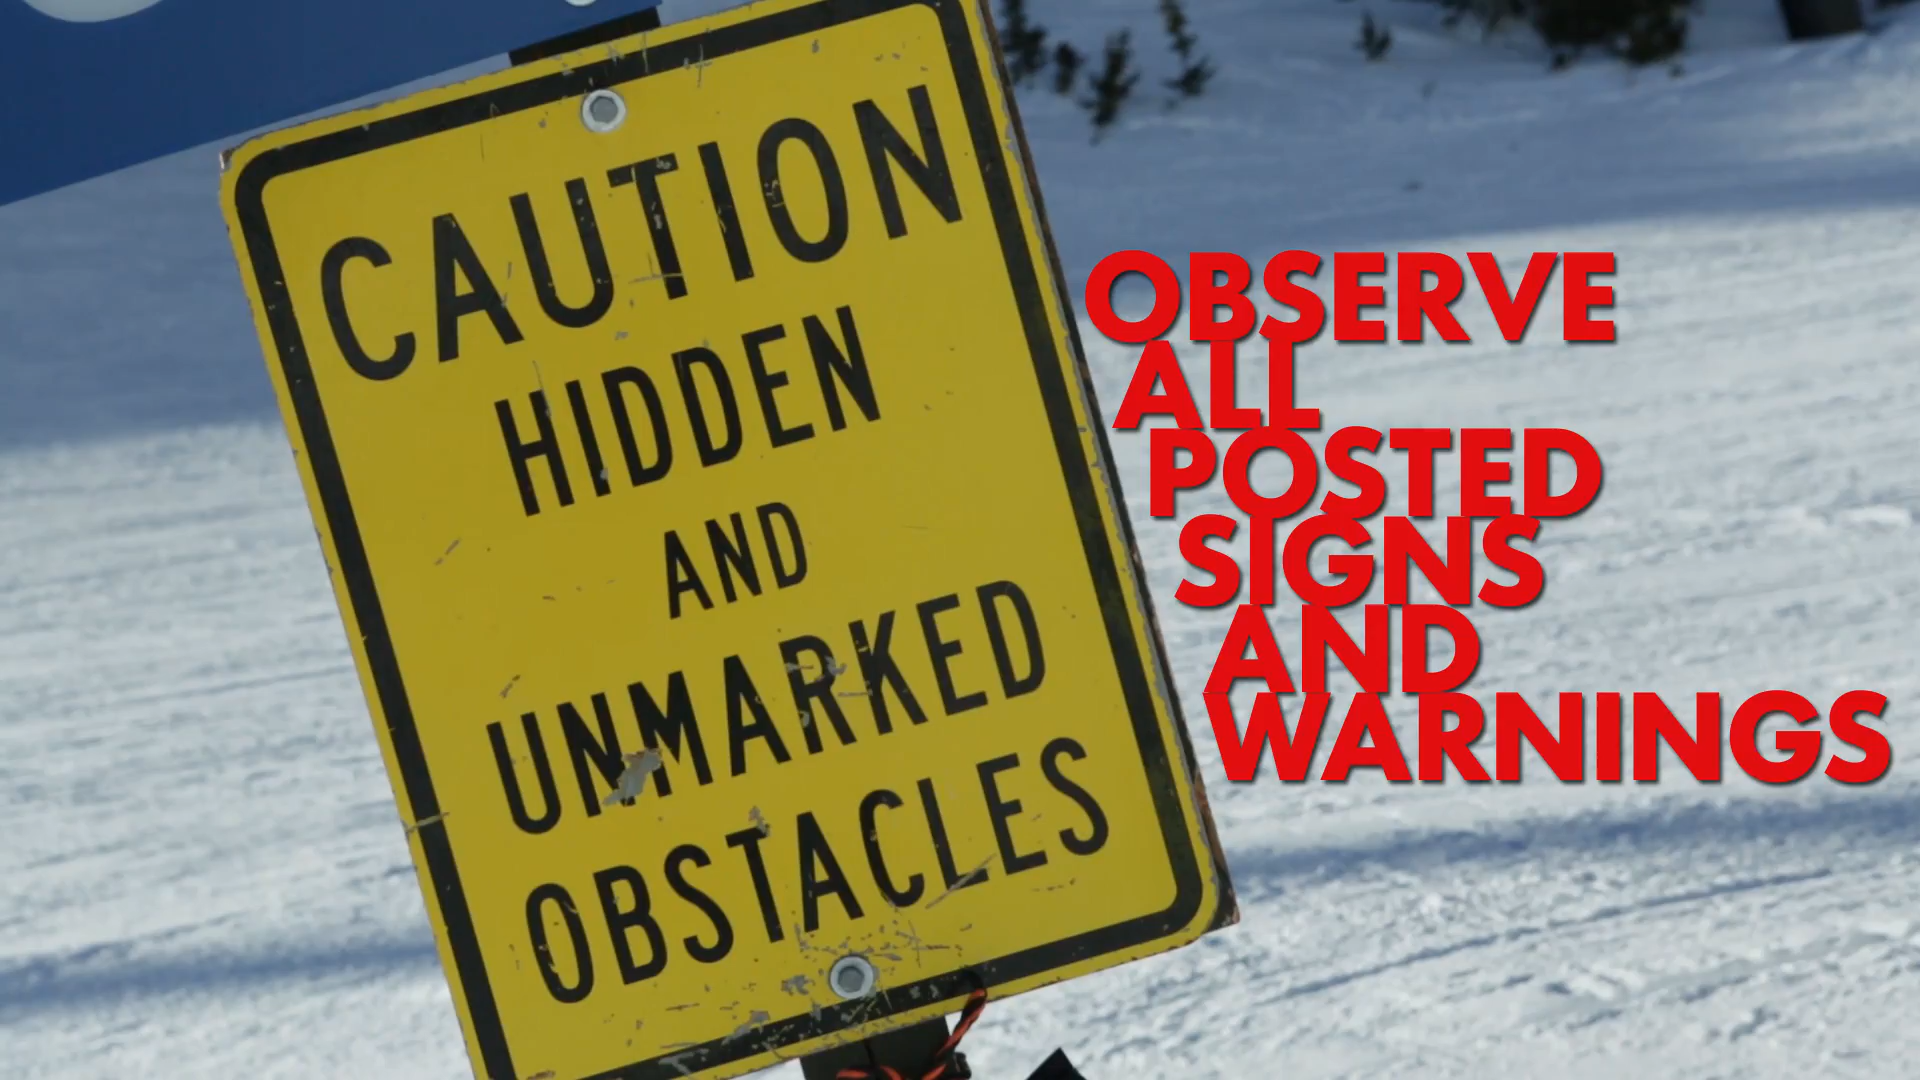 CAUTION
HIDDEN
AND
UNMARKED
OBSTACLES
OBSERVE
ALL
POSTED
SIGNS
AND
WARNINGS